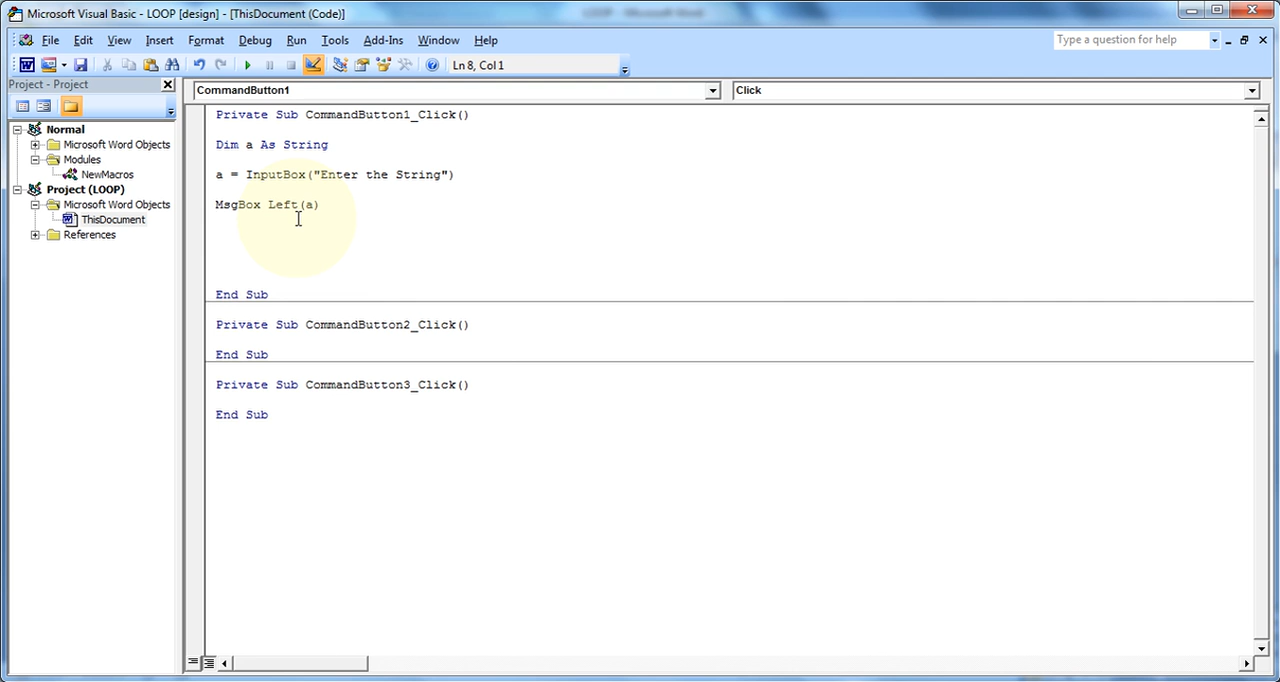 Microsoft Visual Basic - LOOP [design] - [ThisDocument (Code)]
LOOP - Microsoft Word
File Edit View Insert Format Debug Run Tools Add-Ins Window Help
Type a question for help
Ln 8, Col 1
Project - Project
CommandButton1
Click
Normal
Microsoft Word Objects
Modules
NewMacros
Project (LOOP)
Microsoft Word Objects
ThisDocument
References
Private Sub CommandButton1_Click()
Dim a As String
a = InputBox("Enter the String")
MsgBox Left(a)
End Sub
Private Sub CommandButton2_Click()
End Sub
Private Sub CommandButton3_Click()
End Sub